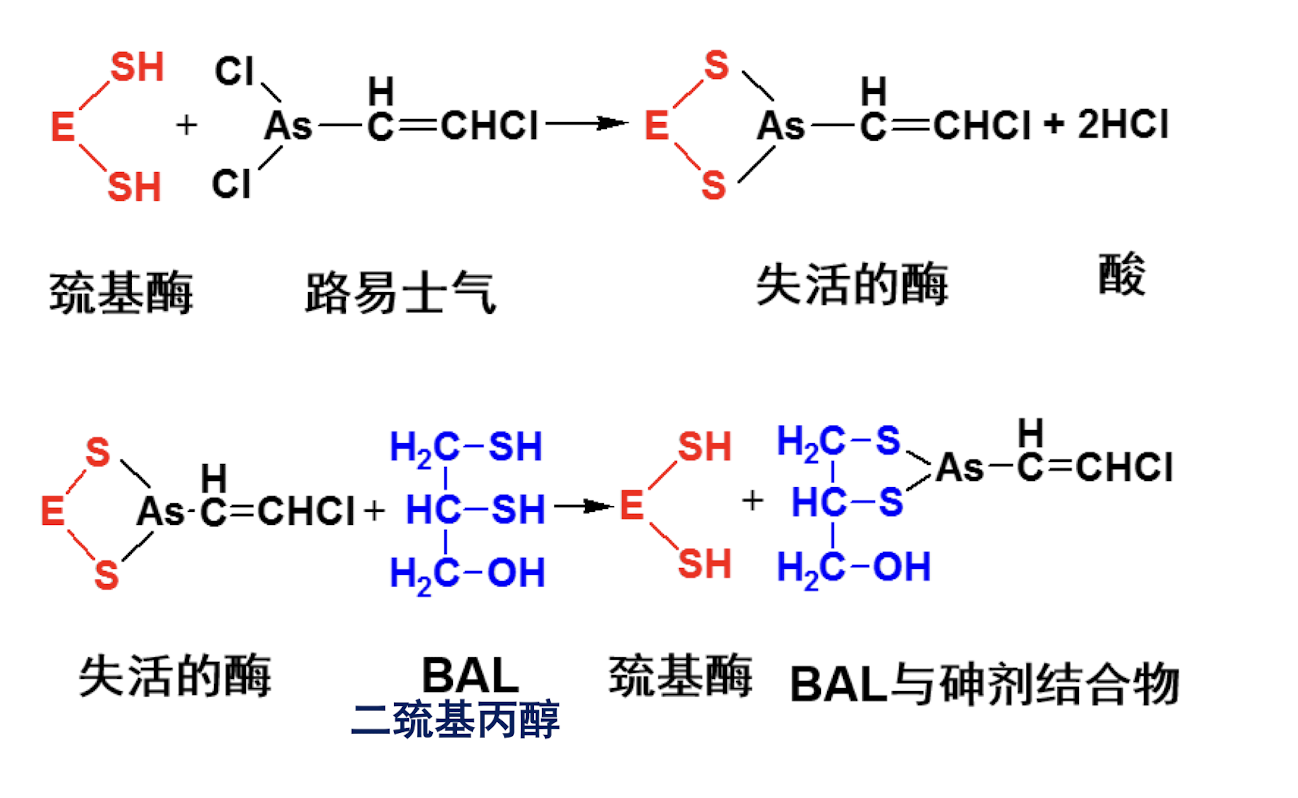 SH Cl H S H
E + As—C=CHCl → E As—C=CHCl + 2HCl
SH Cl S
巯基酶 路易士气 失活的酶 酸
S H H₂C−SH SH H₂C−S H
E As-C=CHCl + HC−SH → E + HC−S As−C=CHCl
S H₂C−OH SH H₂C−OH
失活的酶 BAL 巯基酶 BAL与砷剂结合物
二巯基丙醇